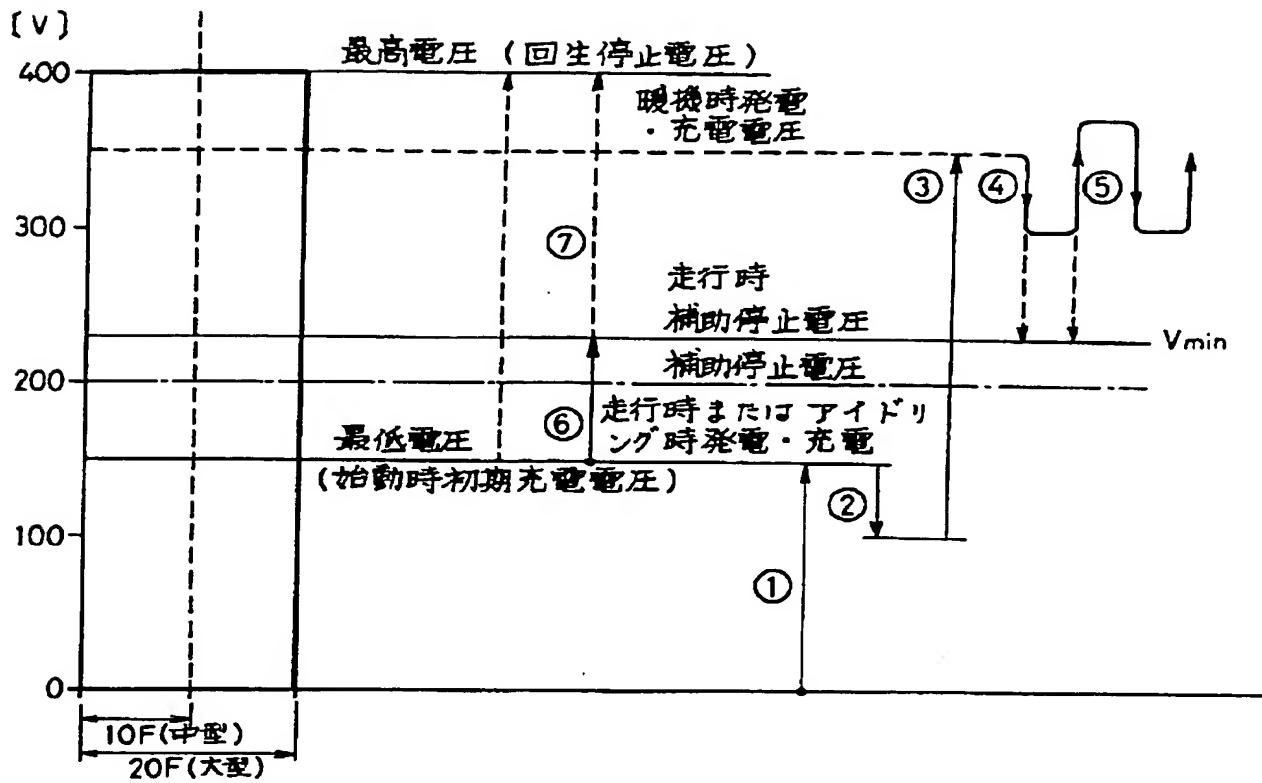 [V]
400
300
200
100
0
最高電圧 (回生停止電圧)
暖機時発電
・充電電圧
③
④
⑤
⑦
走行時
補助停止電圧
Vmin
補助停止電圧
⑥
走行時またはアイドリ
ング時発電・充電
最低電圧
(始動時初期充電電圧)
②
①
10F(中型)
20F(大型)